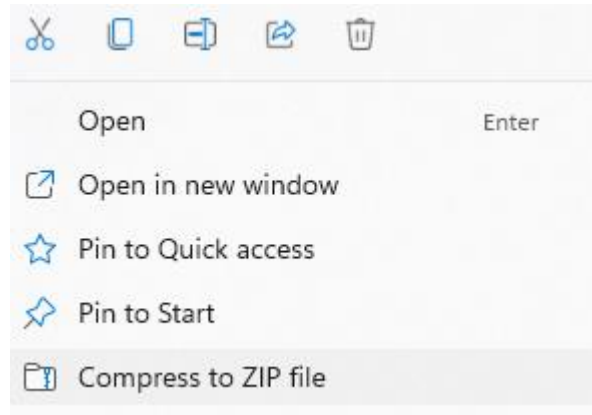 Open
Enter
Open in new window
Pin to Quick access
Pin to Start
Compress to ZIP file